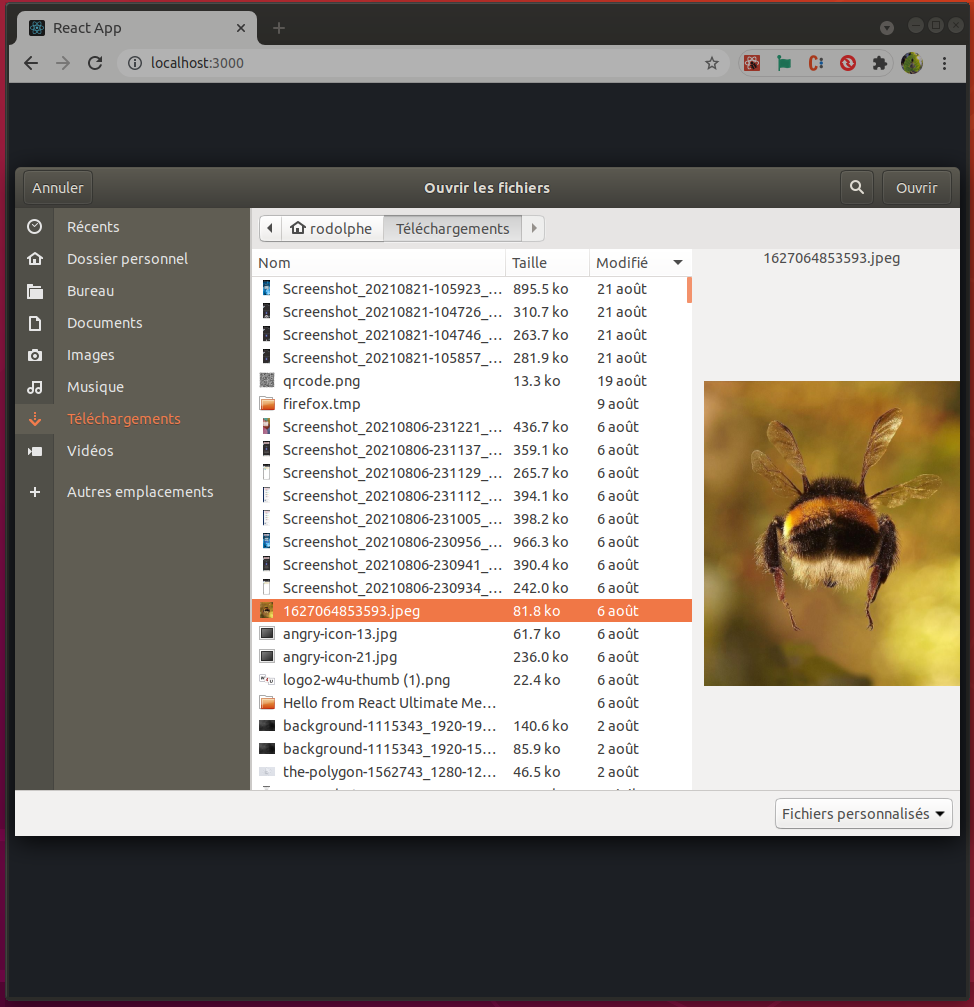 React App
localhost:3000
Annuler
Ouvrir les fichiers
Ouvrir
Récents
Dossier personnel
Bureau
Documents
Images
Musique
Téléchargements
Vidéos
Autres emplacements
rodolphe
Téléchargements
Nom Taille Modifié
Screenshot_20210821-105923_... 895.5 ko 21 août
Screenshot_20210821-104726_... 310.7 ko 21 août
Screenshot_20210821-104746_... 263.7 ko 21 août
Screenshot_20210821-105857_... 281.9 ko 21 août
qrcode.png 13.3 ko 19 août
firefox.tmp 9 août
Screenshot_20210806-231221_... 436.7 ko 6 août
Screenshot_20210806-231137_... 359.1 ko 6 août
Screenshot_20210806-231129_... 265.7 ko 6 août
Screenshot_20210806-231112_... 394.1 ko 6 août
Screenshot_20210806-231005_... 398.2 ko 6 août
Screenshot_20210806-230956_... 966.3 ko 6 août
Screenshot_20210806-230941_... 390.4 ko 6 août
Screenshot_20210806-230934_... 242.0 ko 6 août
1627064853593.jpeg 81.8 ko 6 août
angry-icon-13.jpg 61.7 ko 6 août
angry-icon-21.jpg 236.0 ko 6 août
logo2-w4u-thumb (1).png 22.4 ko 6 août
Hello from React Ultimate Me... 6 août
background-1115343_1920-19... 140.6 ko 2 août
background-1115343_1920-15... 85.9 ko 2 août
the-polygon-1562743_1280-12... 46.5 ko 2 août
1627064853593.jpeg
Fichiers personnalisés